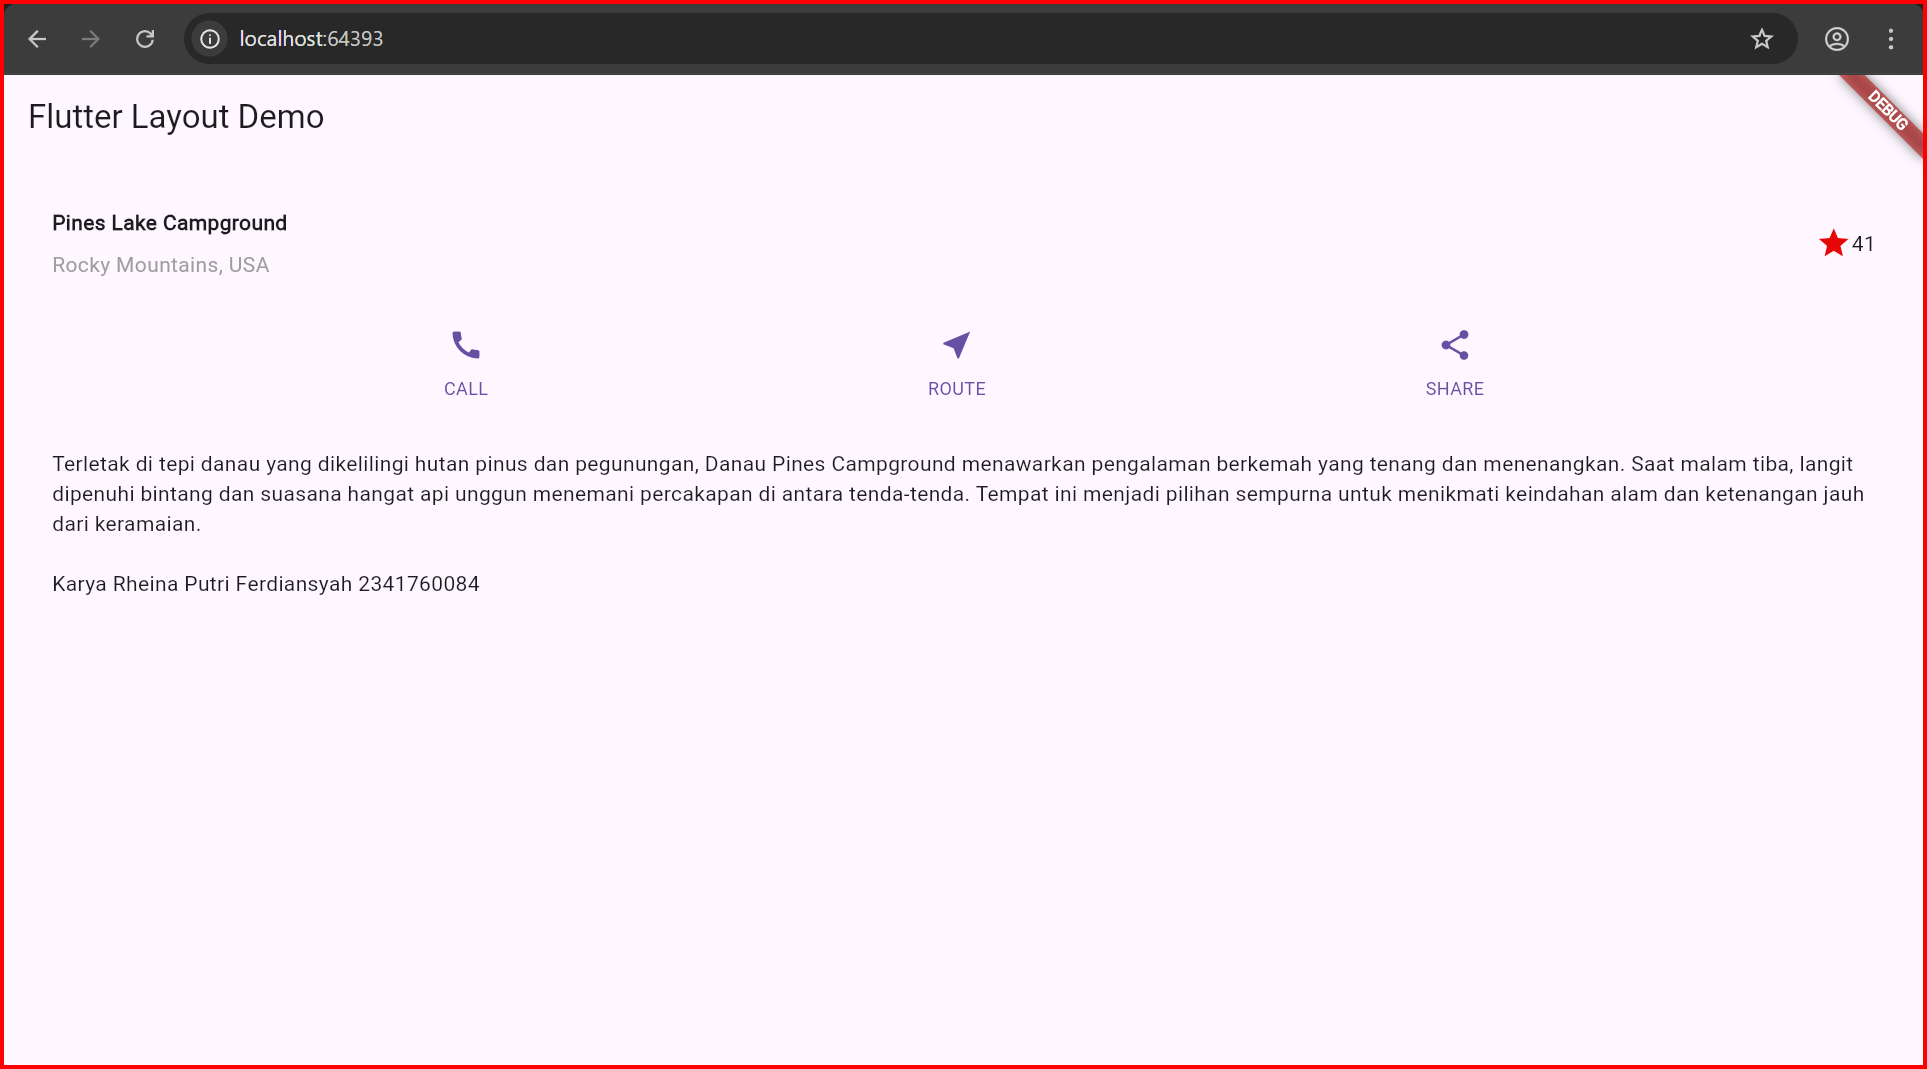 localhost:64393
DEBUG
Flutter Layout Demo
Pines Lake Campground
Rocky Mountains, USA
41
CALL
ROUTE
SHARE
Terletak di tepi danau yang dikelilingi hutan pinus dan pegunungan, Danau Pines Campground menawarkan pengalaman berkemah yang tenang dan menenangkan. Saat malam tiba, langit
dipenuhi bintang dan suasana hangat api unggun menemani percakapan di antara tenda-tenda. Tempat ini menjadi pilihan sempurna untuk menikmati keindahan alam dan ketenangan jauh
dari keramaian.
Karya Rheina Putri Ferdiansyah 2341760084